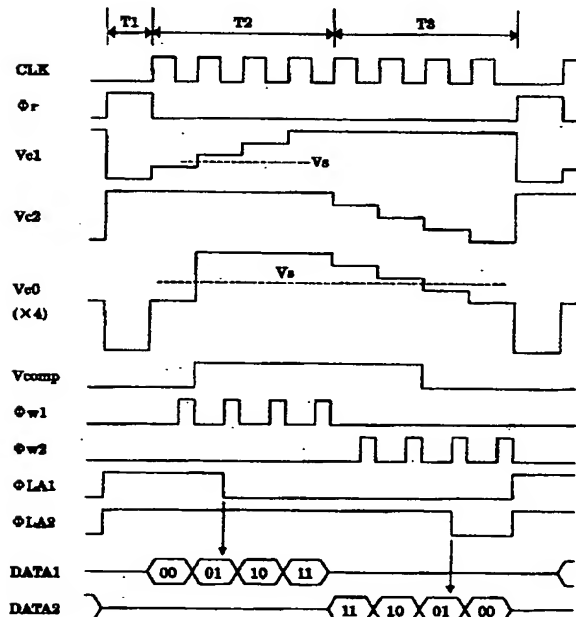 T1 T2 T3
CLK
Φr
Vc1
Vs
Vc2
Vs
Vc0
(×4)
Vcomp
Φw1
Φw2
ΦLA1
ΦLA2
DATA1 00 01 10 11
DATA2 11 10 01 00